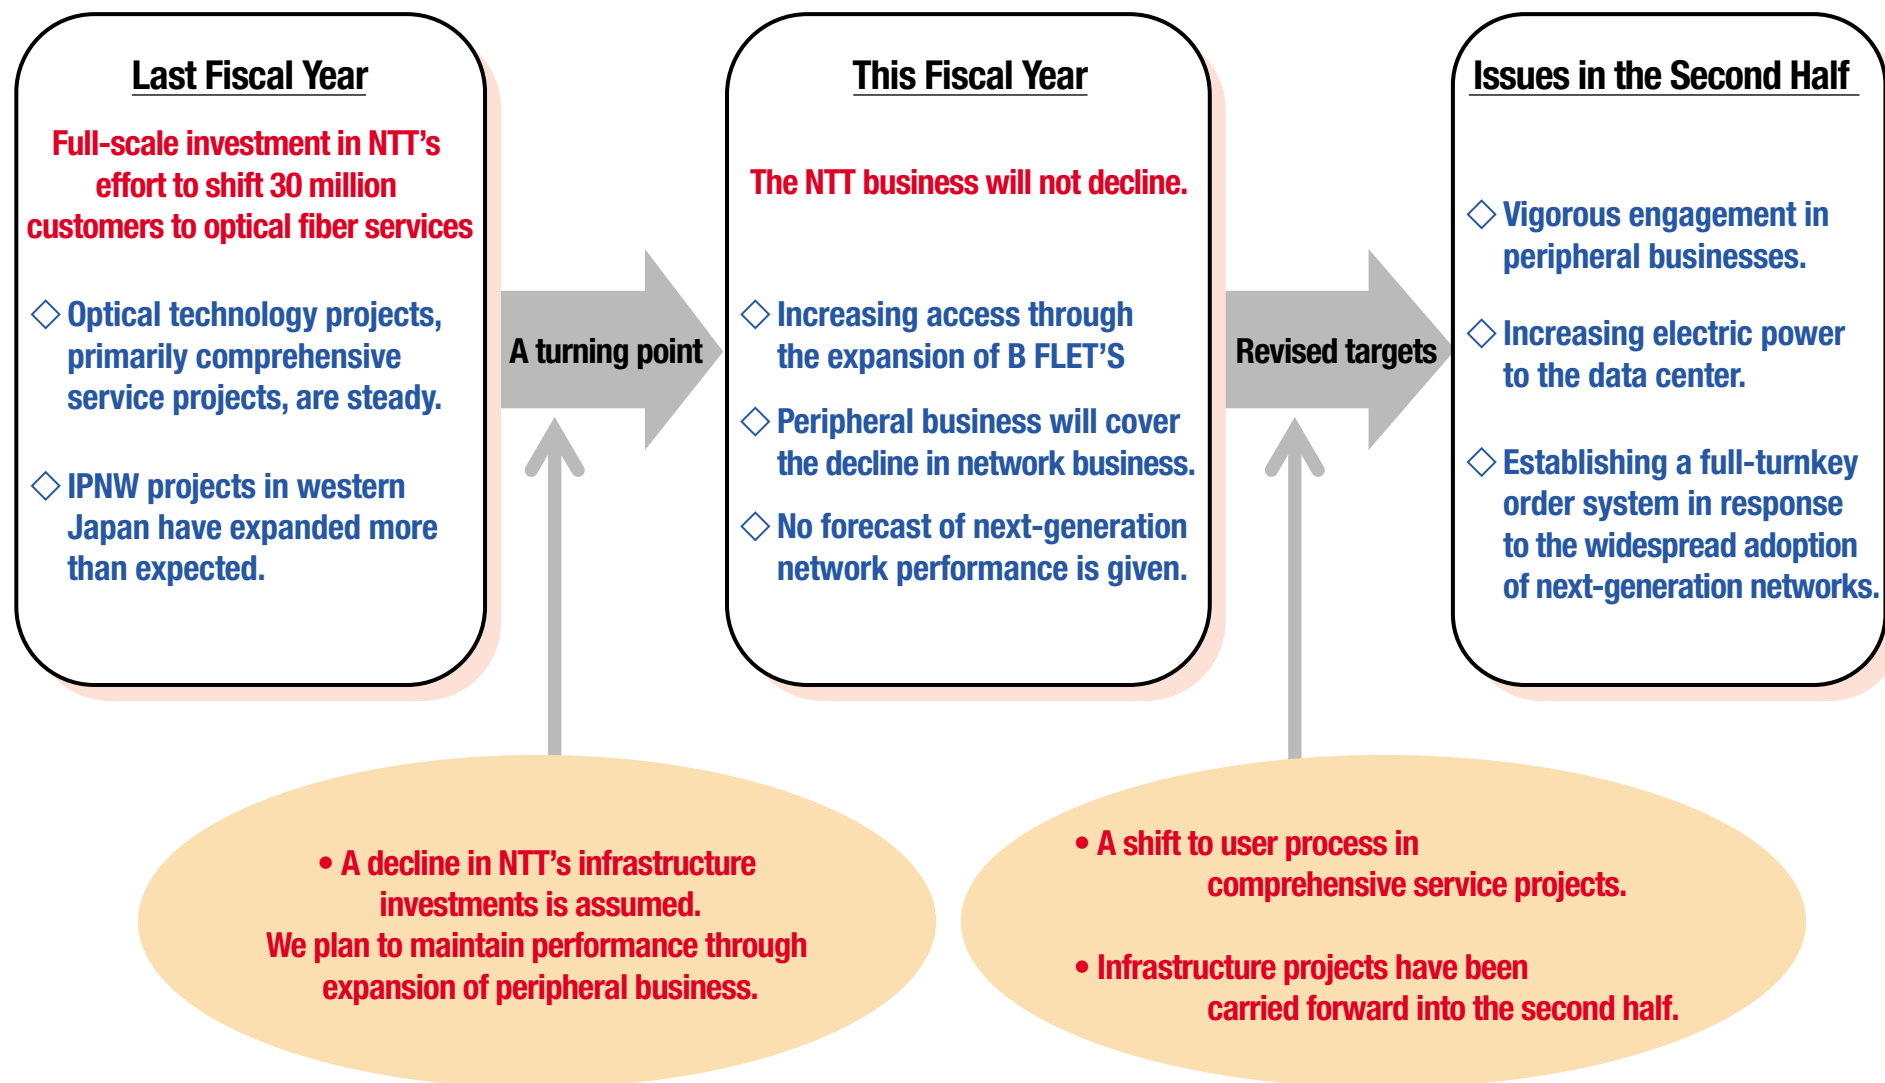 Last Fiscal Year
Full-scale investment in NTT’s
effort to shift 30 million
customers to optical fiber services
◇ Optical technology projects,
primarily comprehensive
service projects, are steady.
◇ IPNW projects in western
Japan have expanded more
than expected.
A turning point
This Fiscal Year
The NTT business will not decline.
◇ Increasing access through
the expansion of B FLET’S
◇ Peripheral business will cover
the decline in network business.
◇ No forecast of next-generation
network performance is given.
Revised targets
Issues in the Second Half
◇ Vigorous engagement in
peripheral businesses.
◇ Increasing electric power
to the data center.
◇ Establishing a full-turnkey
order system in response
to the widespread adoption
of next-generation networks.
• A decline in NTT’s infrastructure
investments is assumed.
We plan to maintain performance through
expansion of peripheral business.
• A shift to user process in
comprehensive service projects.
• Infrastructure projects have been
carried forward into the second half.